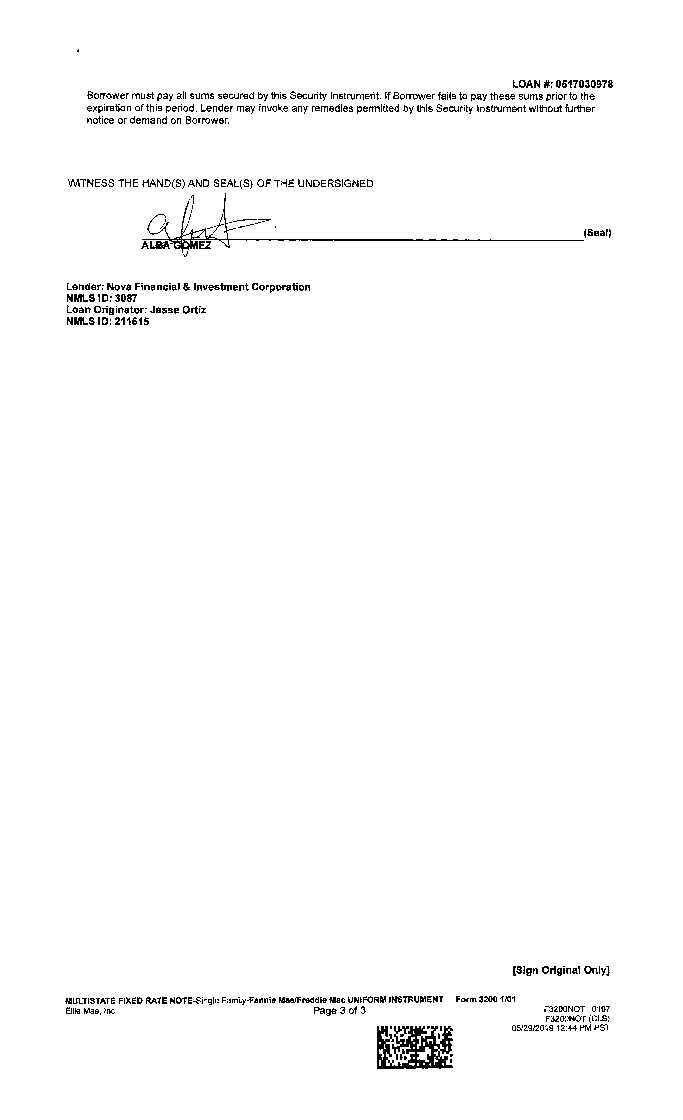 LOAN #: 0517030978
Borrower must pay all sums secured by this Security Instrument. If Borrower fails to pay these sums prior to the
expiration of this period, Lender may invoke any remedies permitted by this Security Instrument without further
notice or demand on Borrower.
WITNESS THE HAND(S) AND SEAL(S) OF THE UNDERSIGNED
(Seal)
ALBA GOMEZ
Lender: Nova Financial & Investment Corporation
NMLS ID: 3087
Loan Originator: Jesse Ortiz
NMLS ID: 211615
[Sign Original Only]
MULTISTATE FIXED RATE NOTE-Single Family-Fannie Mae/Freddie Mac UNIFORM INSTRUMENT Form 3200 1/01
Ellie Mae, Inc. Page 3 of 3 F3200NOT 0107
F3200NOT (CLS)
12:44 PM PST